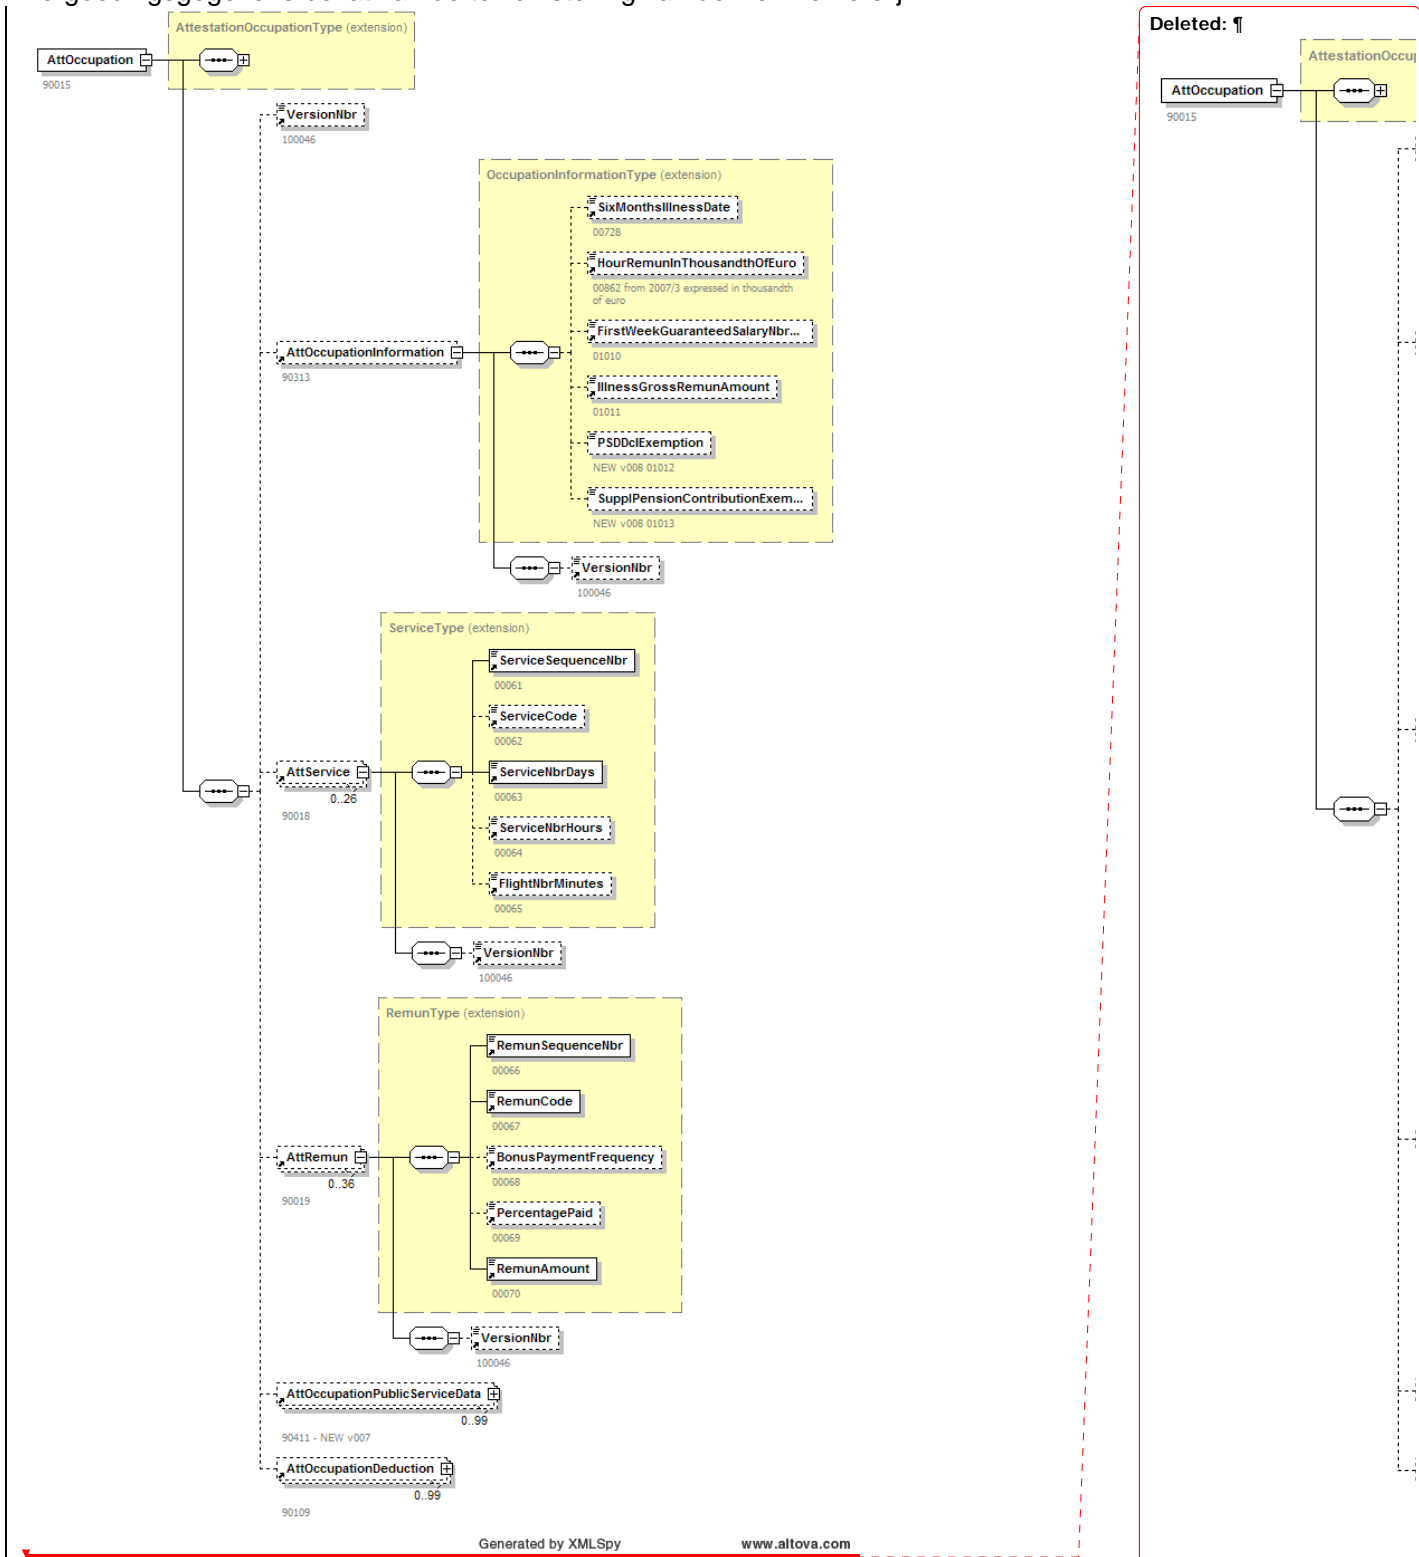 AttestationOccupationType (extension)
AttOccupation
90015
VersionNbr
100046
OccupationInformationType (extension)
SixMonthsIllnessDate
00728
HourRemunInThousandthOfEuro
00862 from 2007/3 expressed in thousandth
of euro
FirstWeekGuaranteedSalaryNbr...
01010
AttOccupationInformation
90313
IllnessGrossRemunAmount
01011
PSDDclExemption
NEW v008 01012
SupplPensionContributionExem...
NEW v008 01013
VersionNbr
100046
ServiceType (extension)
ServiceSequenceNbr
00061
ServiceCode
00062
AttService
0..26
90018
ServiceNbrDays
00063
ServiceNbrHours
00064
FlightNbrMinutes
00065
VersionNbr
100046
RemunType (extension)
RemunSequenceNbr
00066
RemunCode
00067
AttRemun
0..36
90019
BonusPaymentFrequency
00068
PercentagePaid
00069
RemunAmount
00070
VersionNbr
100046
AttOccupationPublicServiceData
0..99
90411 - NEW v007
AttOccupationDeduction
0..99
90109
Generated by XMLSpy www.altova.com
Deleted: ¶
AttestationOccup
AttOccupation
90015